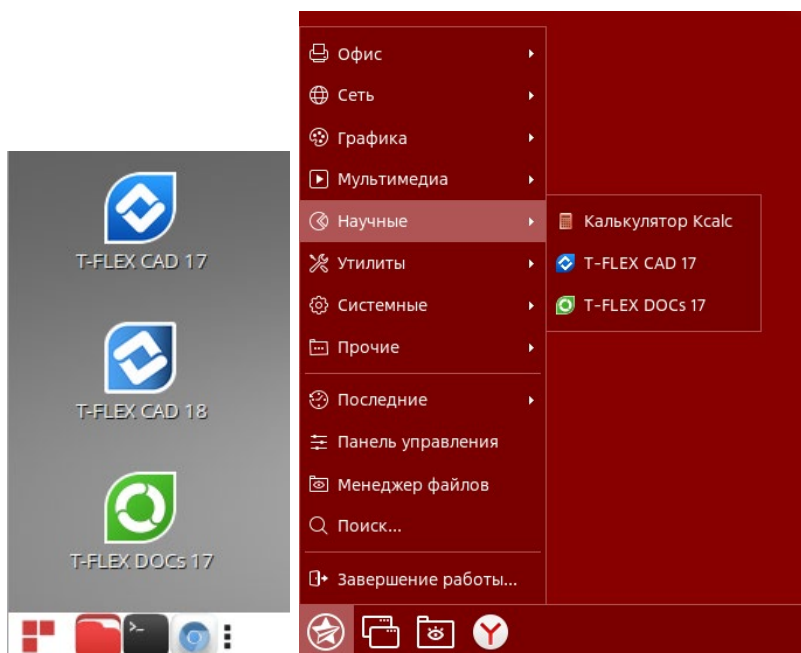 T-FLEX CAD 17
T-FLEX CAD 18
T-FLEX DOCs 17
Офис
Сеть
Графика
Мультимедиа
Научные
Утилиты
Системные
Прочие
Последние
Панель управления
Менеджер файлов
Поиск...
Завершение работы...
Калькулятор Kcalc
T-FLEX CAD 17
T-FLEX DOCs 17